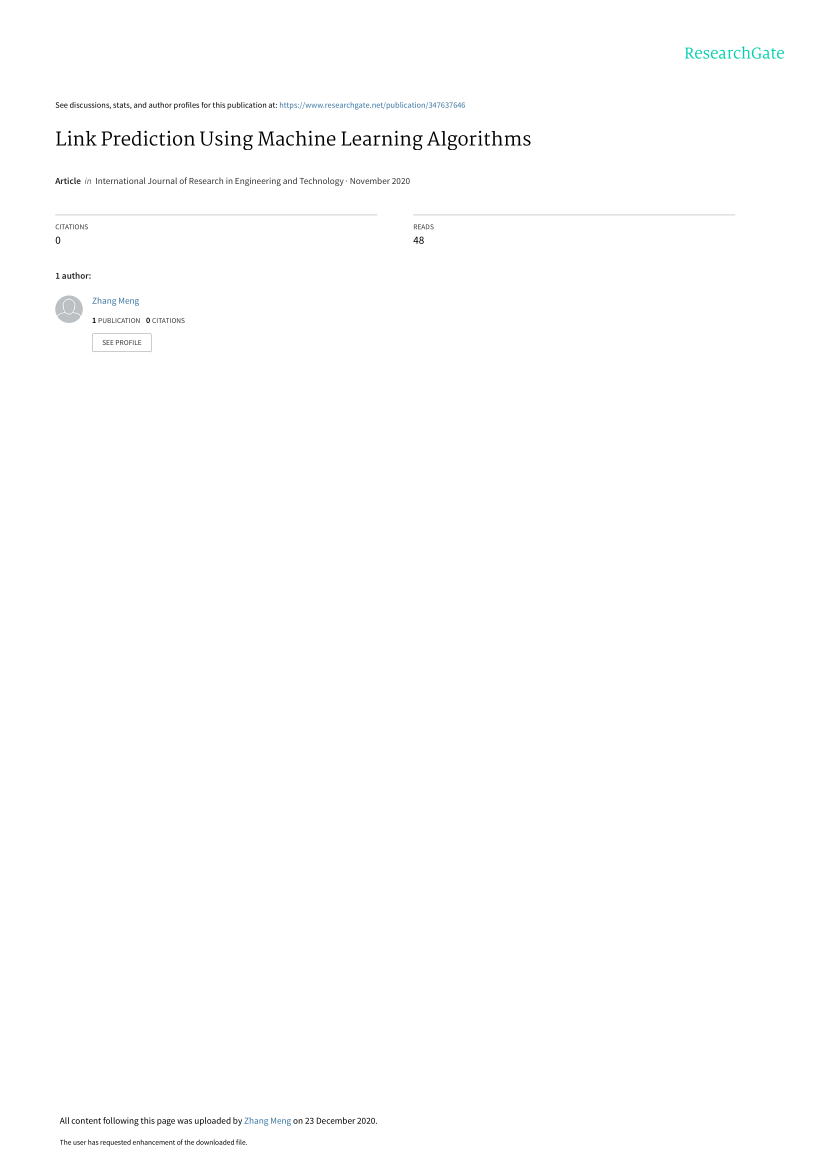 ResearchGate
See discussions, stats, and author profiles for this publication at: https://www.researchgate.net/publication/347637646
Link Prediction Using Machine Learning Algorithms
Article in International Journal of Research in Engineering and Technology · November 2020
CITATIONS
0
READS
48
1 author:
Zhang Meng
1 PUBLICATION 0 CITATIONS
SEE PROFILE
All content following this page was uploaded by Zhang Meng on 23 December 2020.
The user has requested enhancement of the downloaded file.